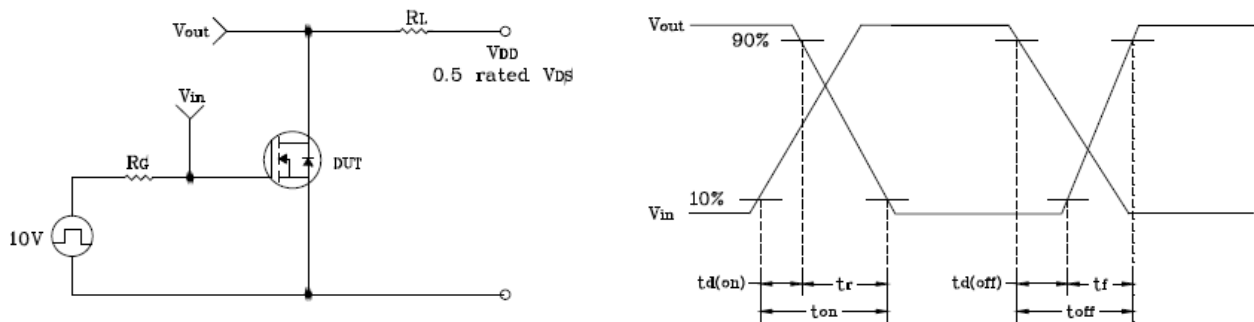 Vout
RL
VDD
0.5 rated VDS
Vin
RG
DUT
10V
Vout
90%
10%
Vin
td(on)
tr
ton
td(off)
tf
toff